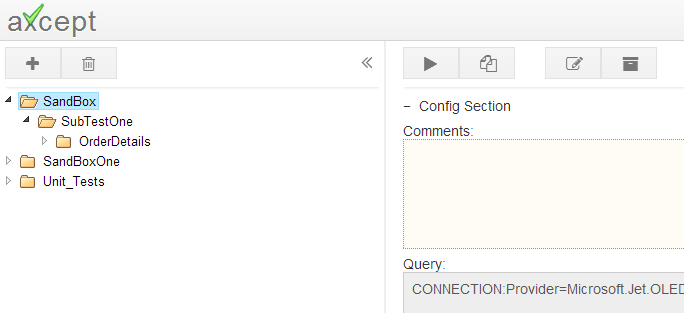 axcept
SandBox
SubTestOne
OrderDetails
SandBoxOne
Unit_Tests
− Config Section
Comments:
Query:
CONNECTION:Provider=Microsoft.Jet.OLED